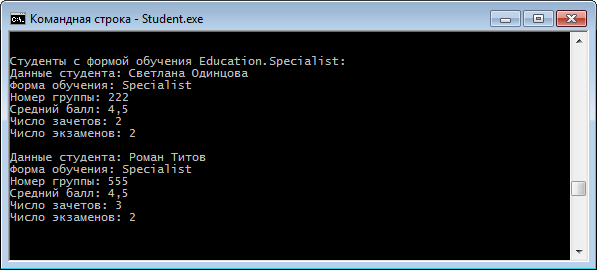 Командная строка - Student.exe
Студенты с формой обучения Education.Specialist:
Данные студента: Светлана Одинцова
Форма обучения: Specialist
Номер группы: 222
Средний балл: 4,5
Число зачетов: 2
Число экзаменов: 2
Данные студента: Роман Титов
Форма обучения: Specialist
Номер группы: 555
Средний балл: 4,5
Число зачетов: 3
Число экзаменов: 2